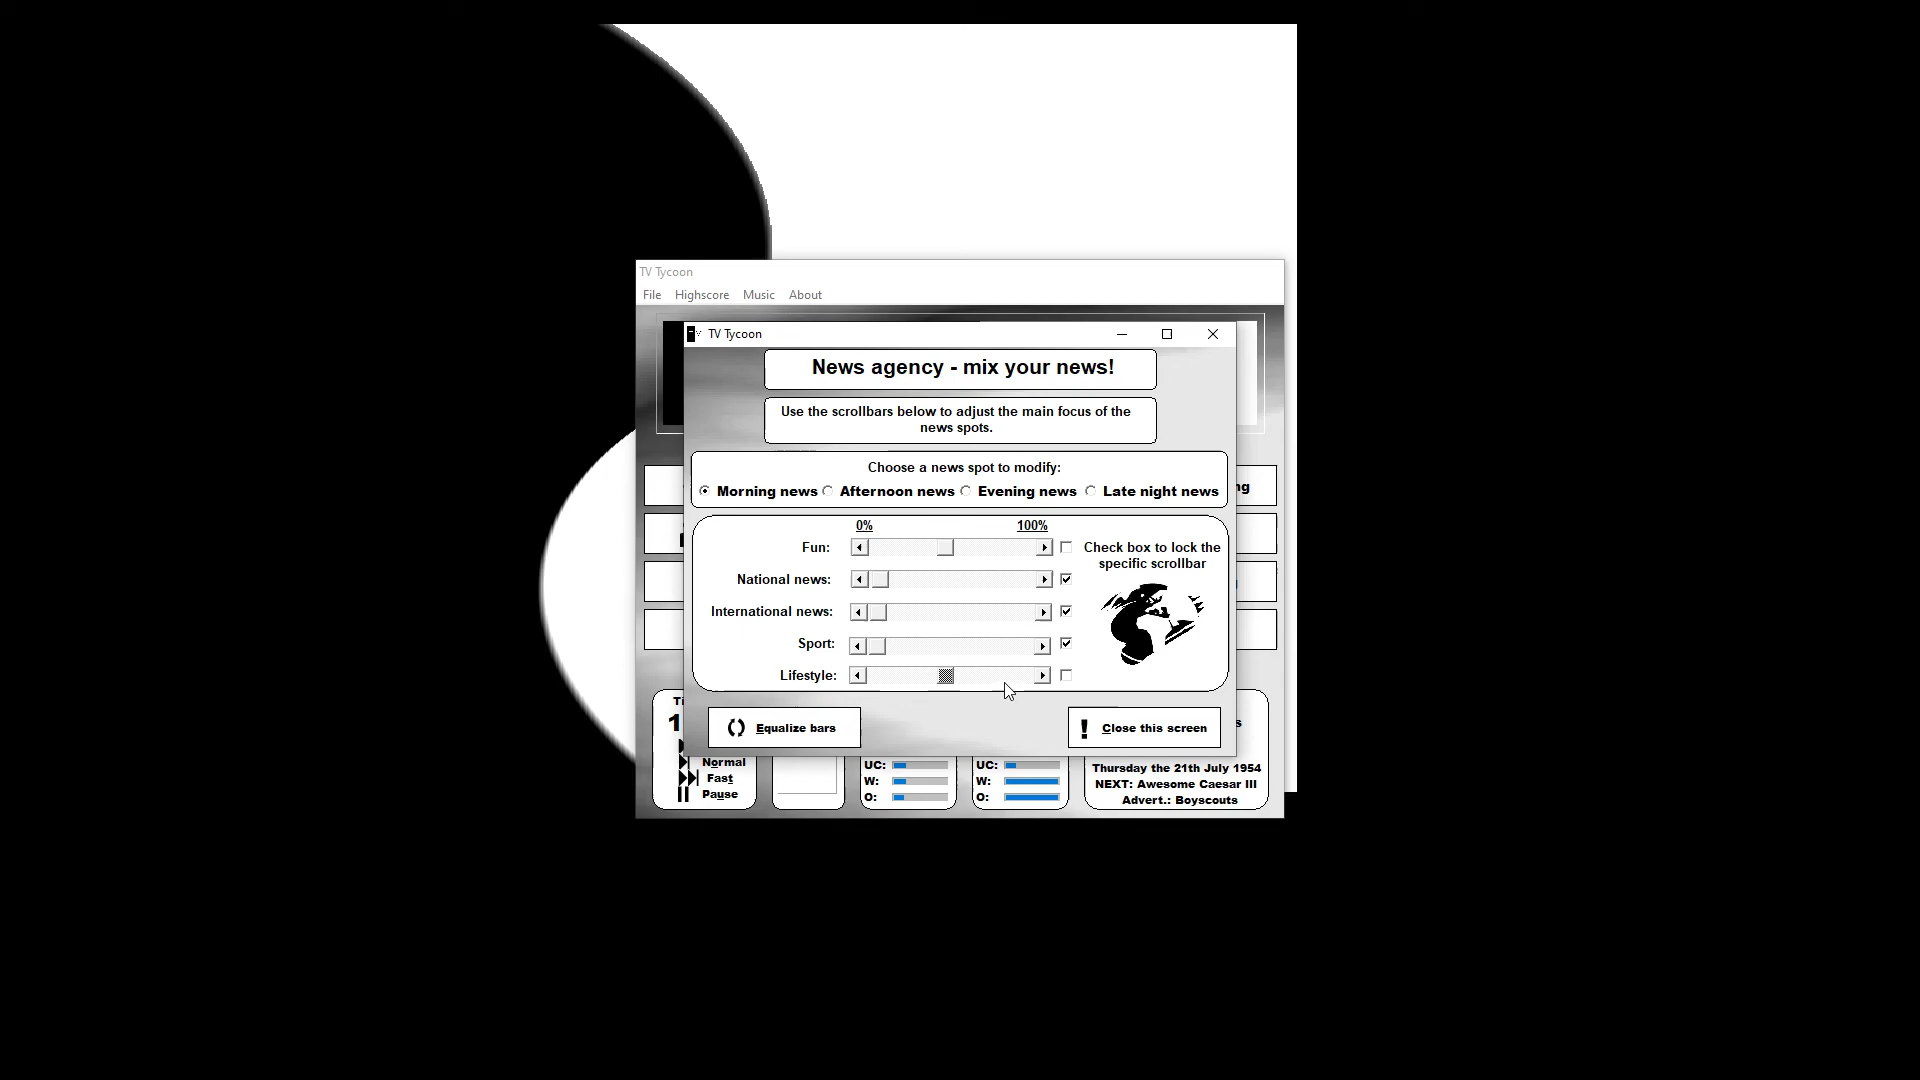 TV Tycoon
File Highscore Music About
TV Tycoon
News agency - mix your news!
Use the scrollbars below to adjust the main focus of the
news spots.
Choose a news spot to modify:
Morning news Afternoon news Evening news Late night news
0% 100%
Fun:
Check box to lock the
specific scrollbar
National news:
International news:
Sport:
Lifestyle:
Equalize bars
Close this screen
Normal
Fast
Pause
UC:
W:
O:
UC:
W:
O:
Thursday the 21th July 1954
NEXT: Awesome Caesar III
Advert.: Boyscouts